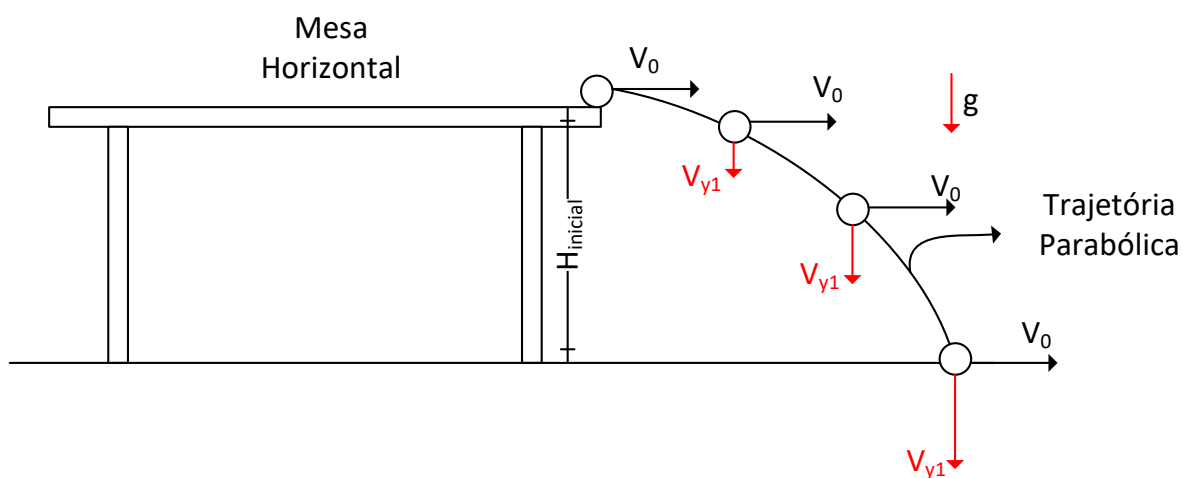 Mesa
Horizontal
V0
V0
g
Vy1
V0
Hinicial
Trajetória
Parabólica
Vy1
V0
Vy1